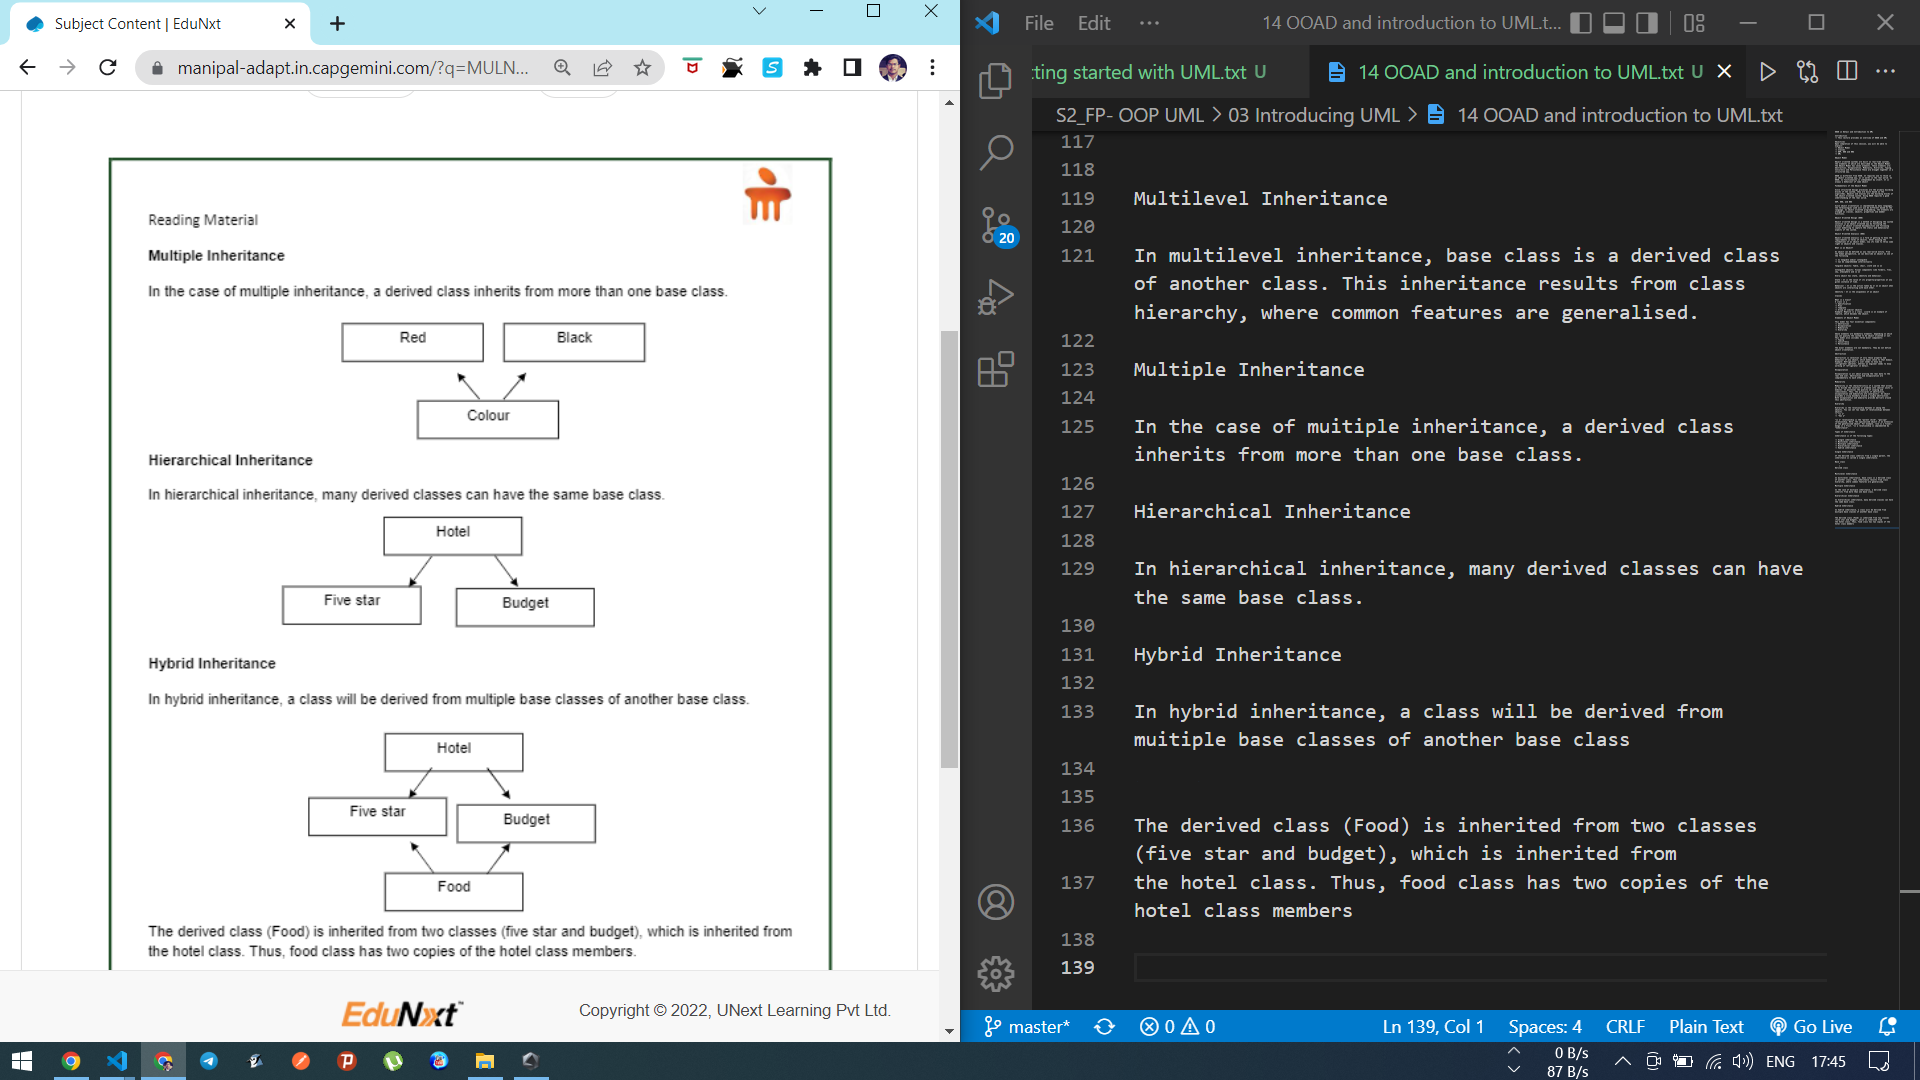 Subject Content | EduNxt
manipal-adapt.in.capgemini.com/?q=MULN...
Reading Material
Multiple Inheritance
In the case of multiple inheritance, a derived class inherits from more than one base class.
Red
Black
Colour
Hierarchical Inheritance
In hierarchical inheritance, many derived classes can have the same base class.
Hotel
Five star
Budget
Hybrid Inheritance
In hybrid inheritance, a class will be derived from multiple base classes of another base class.
Hotel
Five star
Budget
Food
The derived class (Food) is inherited from two classes (five star and budget), which is inherited from
the hotel class. Thus, food class has two copies of the hotel class members.
EduNxt™
Copyright © 2022, UNext Learning Pvt Ltd.
File Edit ··· 14 OOAD and introduction to UML.t...
ting started with UML.txt U
14 OOAD and introduction to UML.txt U
S2_FP- OOP UML > 03 Introducing UML > 14 OOAD and introduction to UML.txt
20
117
118
119 Multilevel Inheritance
120
121 In multilevel inheritance, base class is a derived class
of another class. This inheritance results from class
hierarchy, where common features are generalised.
122
123 Multiple Inheritance
124
125 In the case of muitiple inheritance, a derived class
inherits from more than one base class.
126
127 Hierarchical Inheritance
128
129 In hierarchical inheritance, many derived classes can have
the same base class.
130
131 Hybrid Inheritance
132
133 In hybrid inheritance, a class will be derived from
muitiple base classes of another base class
134
135
136 The derived class (Food) is inherited from two classes
(five star and budget), which is inherited from
137 the hotel class. Thus, food class has two copies of the
hotel class members
138
139
master* 0 0 Ln 139, Col 1 Spaces: 4 CRLF Plain Text Go Live
0 B/s
87 B/s
ENG 17:45